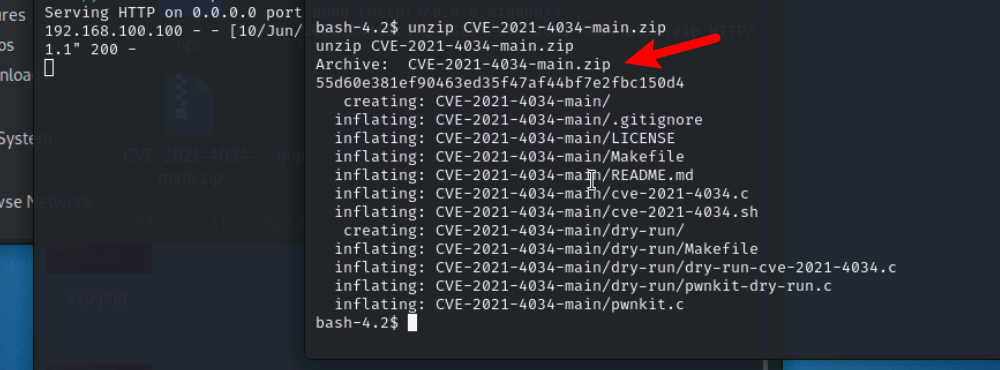 ures
os
nloa
System
wse Network
Serving HTTP on 0.0.0.0 port
192.168.100.100 - - [10/Jun/
1.1" 200 -
CVE-2021-4034-
main.zip
exp.png
bash-4.2$ unzip CVE-2021-4034-main.zip
unzip CVE-2021-4034-main.zip
Archive:  CVE-2021-4034-main.zip
55d60e381ef90463ed35f47af44bf7e2fbc150d4
   creating: CVE-2021-4034-main/
  inflating: CVE-2021-4034-main/.gitignore
  inflating: CVE-2021-4034-main/LICENSE
  inflating: CVE-2021-4034-main/Makefile
  inflating: CVE-2021-4034-main/README.md
  inflating: CVE-2021-4034-main/cve-2021-4034.c
  inflating: CVE-2021-4034-main/cve-2021-4034.sh
   creating: CVE-2021-4034-main/dry-run/
  inflating: CVE-2021-4034-main/dry-run/Makefile
  inflating: CVE-2021-4034-main/dry-run/dry-run-cve-2021-4034.c
  inflating: CVE-2021-4034-main/dry-run/pwnkit-dry-run.c
  inflating: CVE-2021-4034-main/pwnkit.c
bash-4.2$